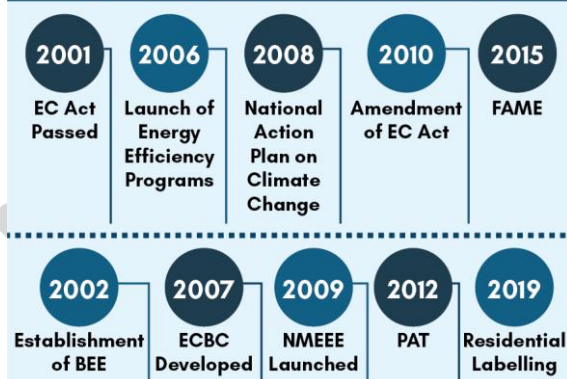 2001
EC Act
Passed
2006
Launch of
Energy
Efficiency
Programs
2008
National
Action
Plan on
Climate
Change
2010
Amendment
of EC Act
2015
FAME
2002
Establishment
of BEE
2007
ECBC
Developed
2009
NMEEE
Launched
2012
PAT
2019
Residential
Labelling